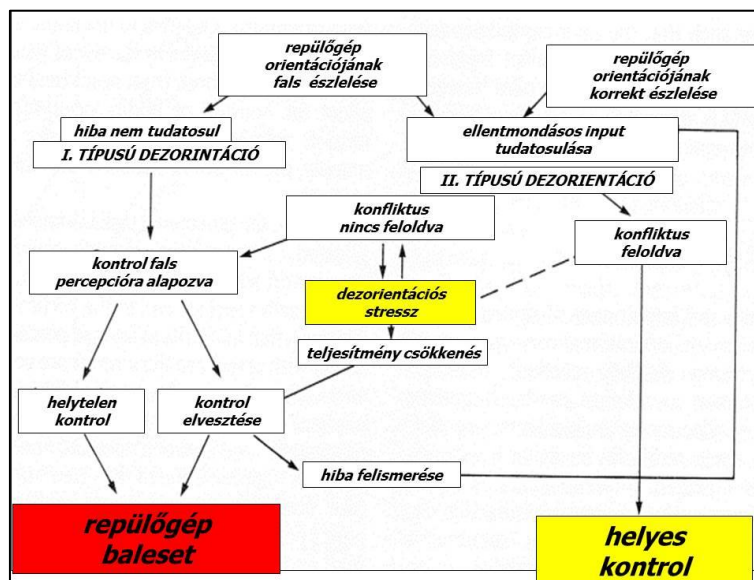 repülőgép
orientációjának
fals észlelése
repülőgép
orientációjának
korrekt észlelése
hiba nem tudatosul
I. TÍPUSÚ DEZORINTÁCIÓ
ellentmondásos input
tudatosulása
II. TÍPUSÚ DEZORIENTÁCIÓ
konfliktus
nincs feloldva
konfliktus
feloldva
kontrol fals
percepcióra alapozva
dezorientációs
stressz
teljesítmény csökkenés
helytelen
kontrol
kontrol
elvesztése
hiba felismerése
repülőgép
baleset
helyes
kontrol